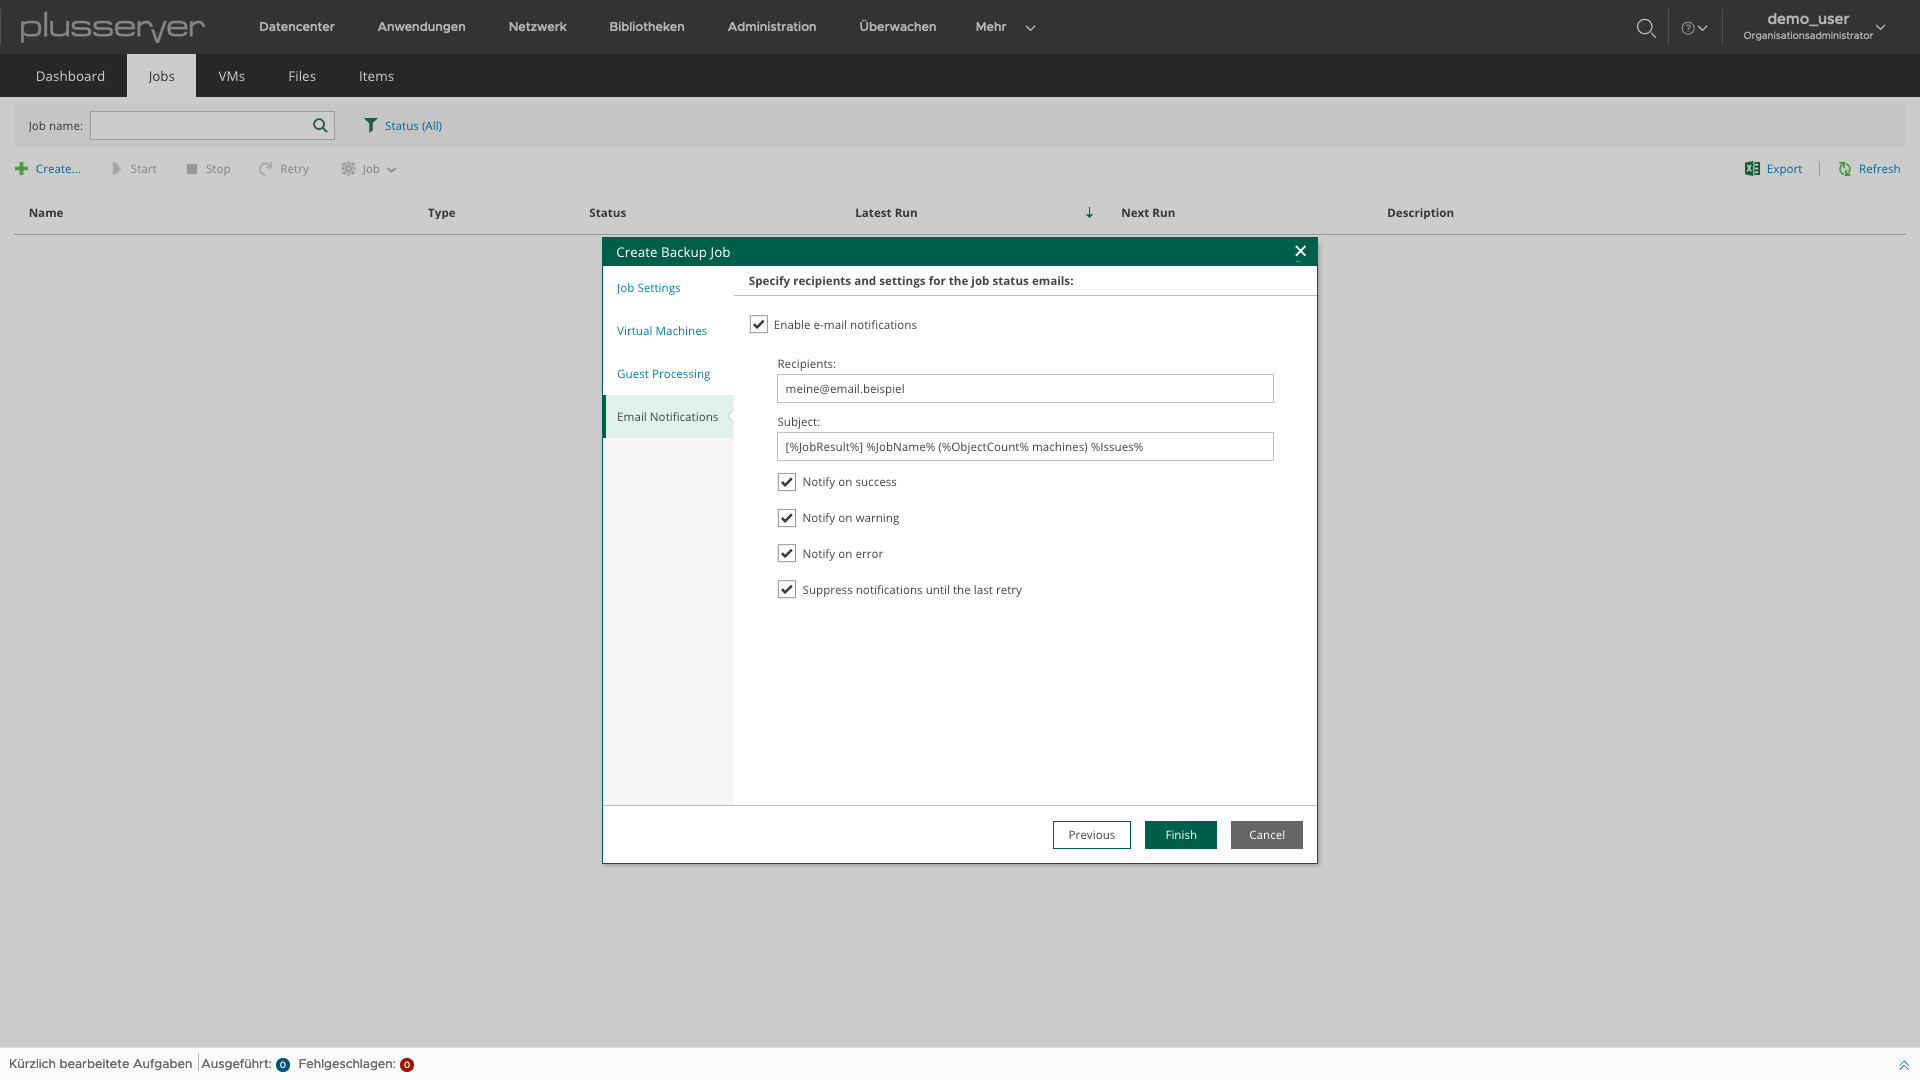 plusserver
Datencenter Anwendungen Netzwerk Bibliotheken Administration Überwachen Mehr
demo_user
Organisationsadministrator
Dashboard Jobs VMs Files Items
Job name: Status (All)
Create... Start Stop Retry Job Export Refresh
Name Type Status Latest Run Next Run Description
Create Backup Job
Job Settings
Virtual Machines
Guest Processing
Email Notifications
Specify recipients and settings for the job status emails:
Enable e-mail notifications
Recipients:
meine@email.beispiel
Subject:
[%JobResult%] %JobName% (%ObjectCount% machines) %Issues%
Notify on success
Notify on warning
Notify on error
Suppress notifications until the last retry
Previous Finish Cancel
Kürzlich bearbeitete Aufgaben Ausgeführt: 0 Fehlgeschlagen: 0